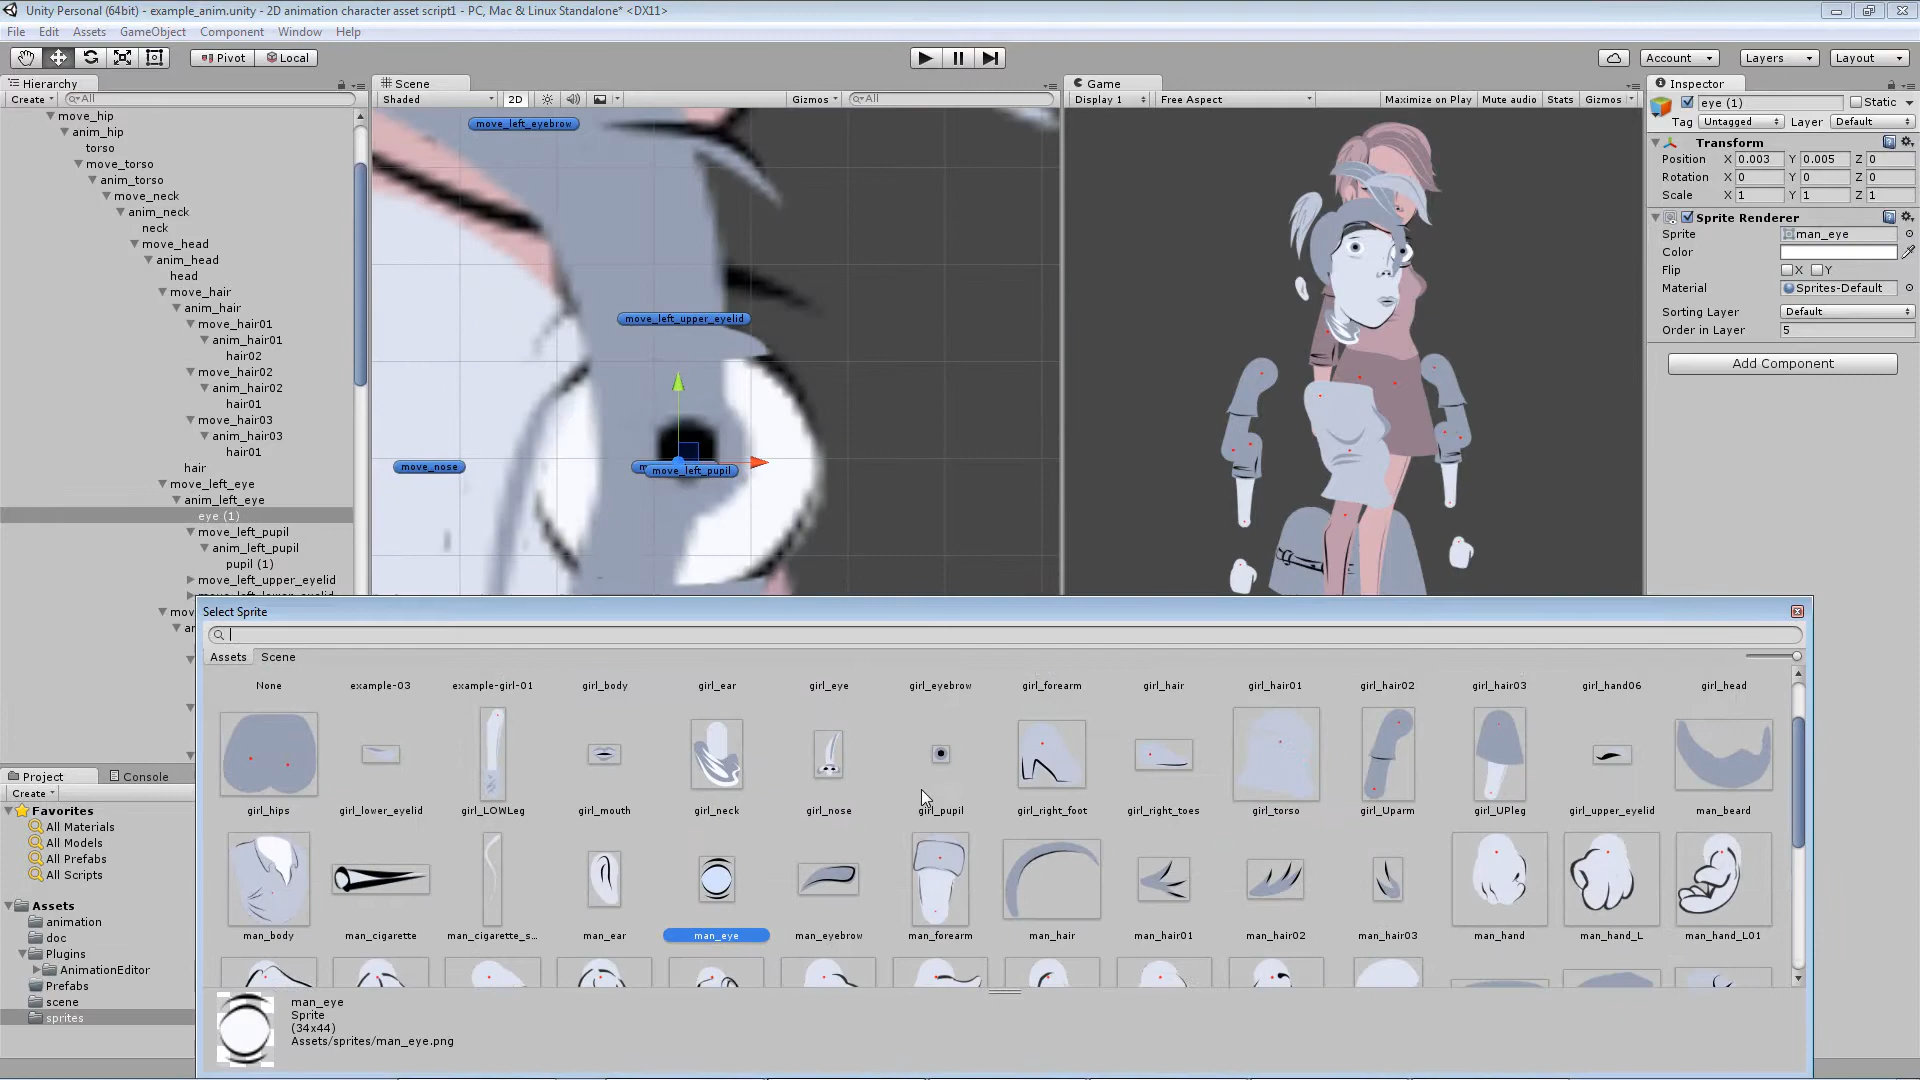 Unity Personal (64bit) - example_anim.unity - 2D animation character asset script1 - PC, Mac & Linux Standalone* <DX11>
File Edit Assets GameObject Component Window Help
Pivot Local Account Layers Layout
Hierarchy
Create All
move_hip
anim_hip
torso
move_torso
anim_torso
move_neck
anim_neck
neck
move_head
anim_head
head
move_hair
anim_hair
move_hair01
anim_hair01
hair02
move_hair02
anim_hair02
hair01
move_hair03
anim_hair03
hair01
hair
move_left_eye
anim_left_eye
eye (1)
move_left_pupil
anim_left_pupil
pupil (1)
move_left_upper_eyelid
Scene
Shaded 2D Gizmos All
move_left_eyebrow
move_left_upper_eyelid
move_nose
move_left_pupil
Game
Display 1 Free Aspect Maximize on Play Mute audio Stats Gizmos
Inspector
eye (1) Static
Tag Untagged Layer Default
Transform
Position X 0.003 Y 0.005 Z 0
Rotation X 0 Y 0 Z 0
Scale X 1 Y 1 Z 1
Sprite Renderer
Sprite man_eye
Color
Flip X Y
Material Sprites-Default
Sorting Layer Default
Order in Layer 5
Add Component
Project Console
Create
Favorites
All Materials
All Models
All Prefabs
All Scripts
Assets
animation
doc
Plugins
AnimationEditor
Prefabs
scene
sprites
Select Sprite
Assets Scene
None example-03 example-girl-01 girl_body girl_ear girl_eye girl_eyebrow girl_forearm girl_hair girl_hair01 girl_hair02 girl_hair03 girl_hand06 girl_head
girl_hips girl_lower_eyelid girl_LOWLeg girl_mouth girl_neck girl_nose girl_pupil girl_right_foot girl_right_toes girl_torso girl_Uparm girl_UPleg girl_upper_eyelid man_beard
man_body man_cigarette man_cigarette_s... man_ear man_eye man_eyebrow man_forearm man_hair man_hair01 man_hair02 man_hair03 man_hand man_hand_L man_hand_L01
man_eye
Sprite
(34x44)
Assets/sprites/man_eye.png